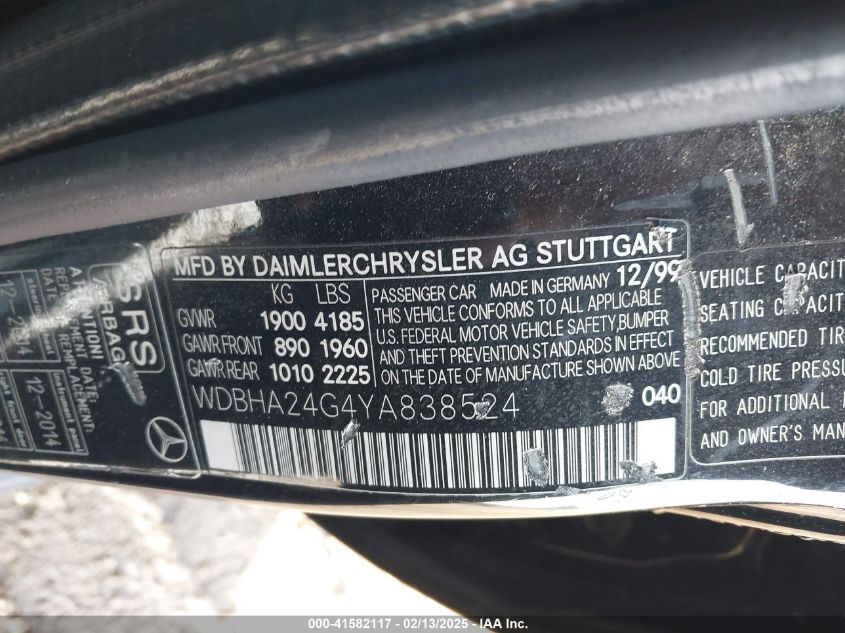 MFD BY DAIMLERCHRYSLER AG STUTTGART
KG LBS
GVWR 1900 4185
GAWR FRONT 890 1960
GAWR REAR 1010 2225
PASSENGER CAR MADE IN GERMANY 12/99
THIS VEHICLE CONFORMS TO ALL APPLICABLE
U.S. FEDERAL MOTOR VEHICLE SAFETY, BUMPER
AND THEFT PREVENTION STANDARDS IN EFFECT
ON THE DATE OF MANUFACTURE SHOWN ABOVE
WDBHA24G4YA838524
040
SRS
AIRBAG
ATTENTION!
REPLACEMENT DATE:
12-2014
12-2014
VEHICLE CAPACIT
SEATING CAPACIT
RECOMMENDED TIR
COLD TIRE PRESSU
FOR ADDITIONAL
AND OWNER'S MAN
000-41582117 - 02/13/2025 - IAA Inc.